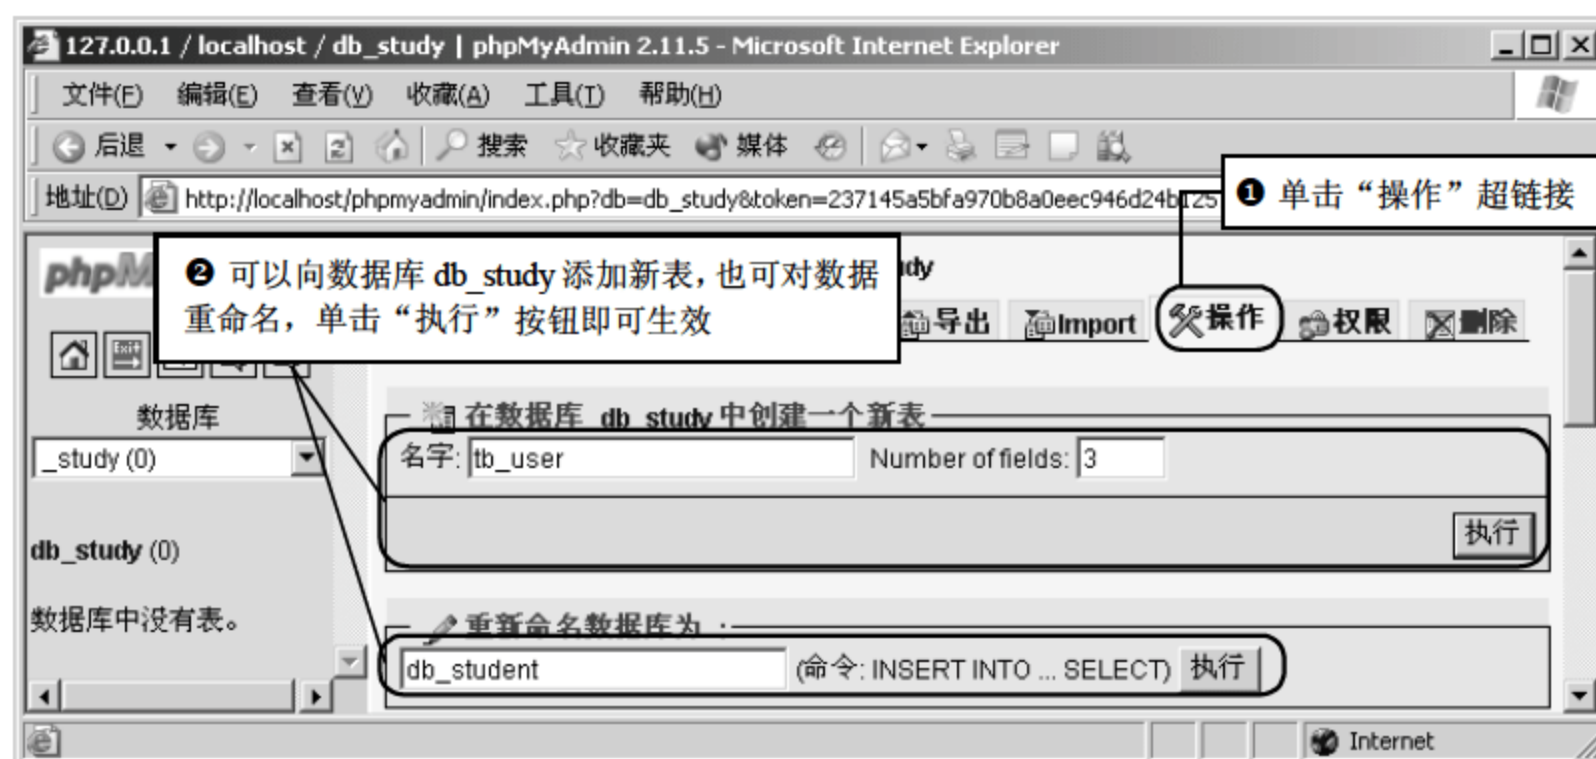 127.0.0.1 / localhost / db_study | phpMyAdmin 2.11.5 - Microsoft Internet Explorer
文件(F) 编辑(E) 查看(V) 收藏(A) 工具(T) 帮助(H)
后退 搜索 收藏夹 媒体
地址(D) http://localhost/phpmyadmin/index.php?db=db_study&token=237145a5bfa970b8a0eec946d24b125
❶ 单击“操作”超链接
❷ 可以向数据库 db_study 添加新表,也可对数据
重命名,单击“执行”按钮即可生效
导出 Import 操作 权限 删除
数据库
_study (0)
db_study (0)
数据库中没有表。
在数据库 db_study 中创建一个新表
名字: tb_user Number of fields: 3
执行
重新命名数据库为 :
db_student (命令: INSERT INTO ... SELECT) 执行
Internet